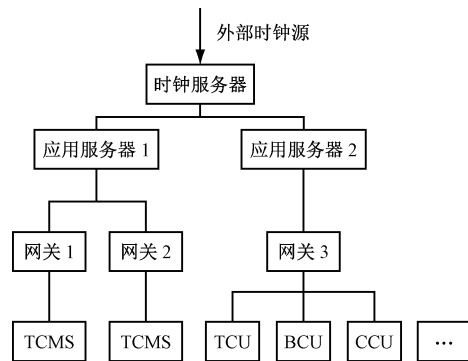 外部时钟源
时钟服务器
应用服务器 1
应用服务器 2
网关 1
网关 2
网关 3
TCMS
TCMS
TCU
BCU
CCU
…